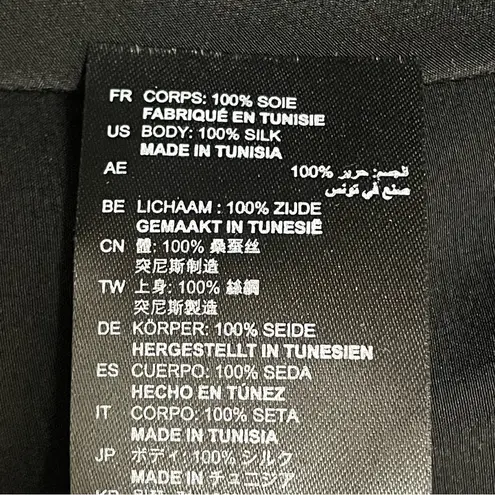 FR CORPS: 100% SOIE
FABRIQUÉ EN TUNISIE
US BODY: 100% SILK
MADE IN TUNISIA
AE الجسم: حرير 100%
صنع في تونس
BE LICHAAM : 100% ZIJDE
GEMAAKT IN TUNESIË
CN 體: 100% 桑蚕丝
突尼斯制造
TW 上身: 100% 絲綢
突尼斯製造
DE KÖRPER: 100% SEIDE
HERGESTELLT IN TUNESIEN
ES CUERPO: 100% SEDA
HECHO EN TÚNEZ
IT CORPO: 100% SETA
MADE IN TUNISIA
JP ボディ: 100% シルク
MADE IN チュニジア